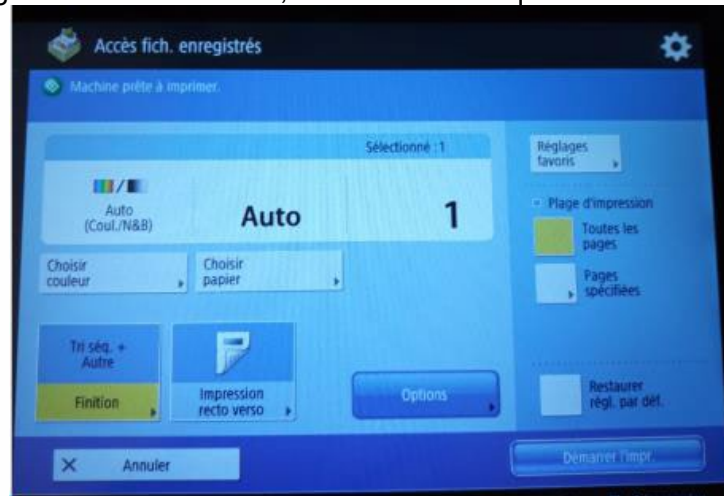 Accès fich. enregistrés
Machine prête à imprimer.
Sélectionné : 1
Auto
(Coul./N&B)
Auto
1
Choisir
couleur
Choisir
papier
Tri séq. +
Autre
Finition
Impression
recto verso
Options
Réglages
favoris
Plage d'impression
Toutes les
pages
Pages
spécifiées
Restaurer
régl. par déf.
Annuler
Démarrer l'impr.